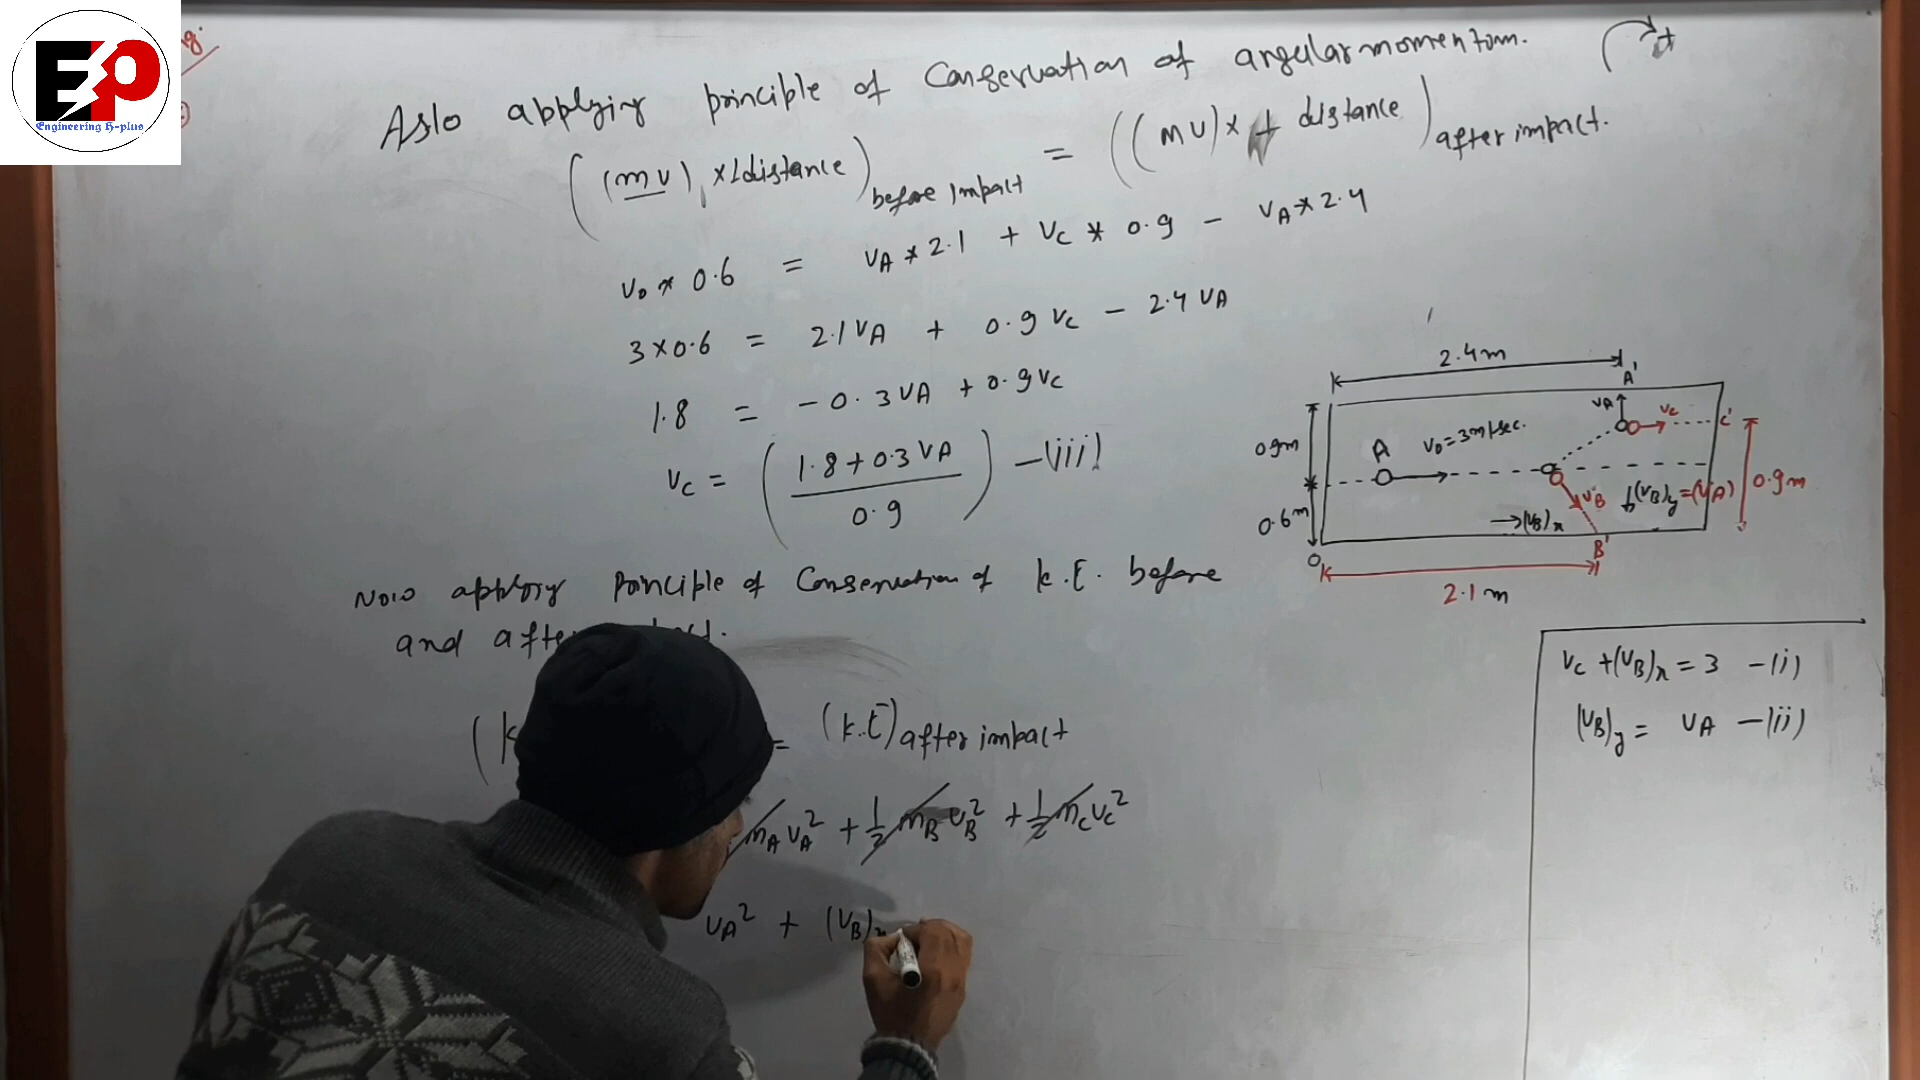 EP
Engineering H-plus
Aslo applying principle of Conservation of angular momentum. +
((mv) × ⊥distance) before impact = ((mv) × ⊥ distance) after impact.
v₀ * 0.6 = vA * 2.1 + vC * 0.9 - vA * 2.4
3×0.6 = 2.1 vA + 0.9 vC - 2.4 vA
1.8 = -0.3 vA + 0.9 vC
vC = (1.8 + 0.3 vA / 0.9) -(iii)
Now applying Principle of Conservation of K.E. before
and after
= (K.E) after impact
mA vA² + 1/2 mB vB² + 1/2 mC vC²
vA² + (vB)x
2.4m
A'
vA
vC
C'
0.9m
A
v₀ = 3m/sec.
vB
(vB)y = (vA)
0.9m
0.6m
→(vB)x
B'
O
2.1m
vC + (vB)x = 3 -(i)
(vB)y = vA -(ii)